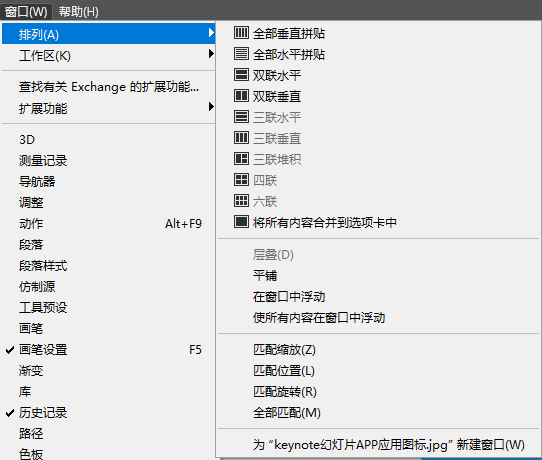 窗口(W) 帮助(H)
排列(A)
工作区(K)
查找有关 Exchange 的扩展功能...
扩展功能
3D
测量记录
导航器
调整
动作 Alt+F9
段落
段落样式
仿制源
工具预设
画笔
画笔设置 F5
渐变
库
历史记录
路径
色板
全部垂直拼贴
全部水平拼贴
双联水平
双联垂直
三联水平
三联垂直
三联堆积
四联
六联
将所有内容合并到选项卡中
层叠(D)
平铺
在窗口中浮动
使所有内容在窗口中浮动
匹配缩放(Z)
匹配位置(L)
匹配旋转(R)
全部匹配(M)
为 “keynote幻灯片APP应用图标.jpg” 新建窗口(W)